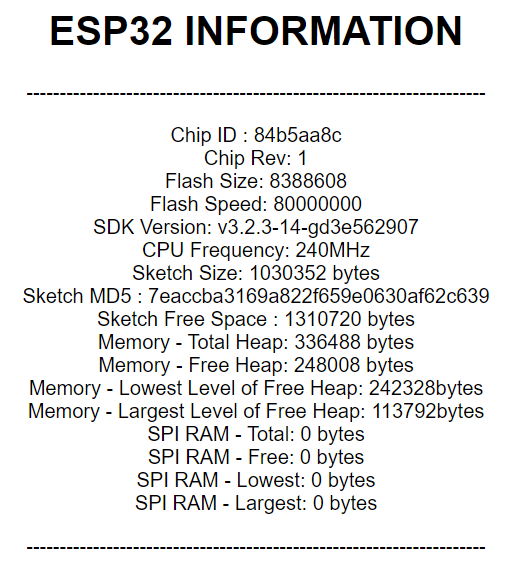 ESP32 INFORMATION
----------------------------------------------------------------------
Chip ID : 84b5aa8c
Chip Rev: 1
Flash Size: 8388608
Flash Speed: 80000000
SDK Version: v3.2.3-14-gd3e562907
CPU Frequency: 240MHz
Sketch Size: 1030352 bytes
Sketch MD5 : 7eaccba3169a822f659e0630af62c639
Sketch Free Space : 1310720 bytes
Memory - Total Heap: 336488 bytes
Memory - Free Heap: 248008 bytes
Memory - Lowest Level of Free Heap: 242328bytes
Memory - Largest Level of Free Heap: 113792bytes
SPI RAM - Total: 0 bytes
SPI RAM - Free: 0 bytes
SPI RAM - Lowest: 0 bytes
SPI RAM - Largest: 0 bytes
----------------------------------------------------------------------